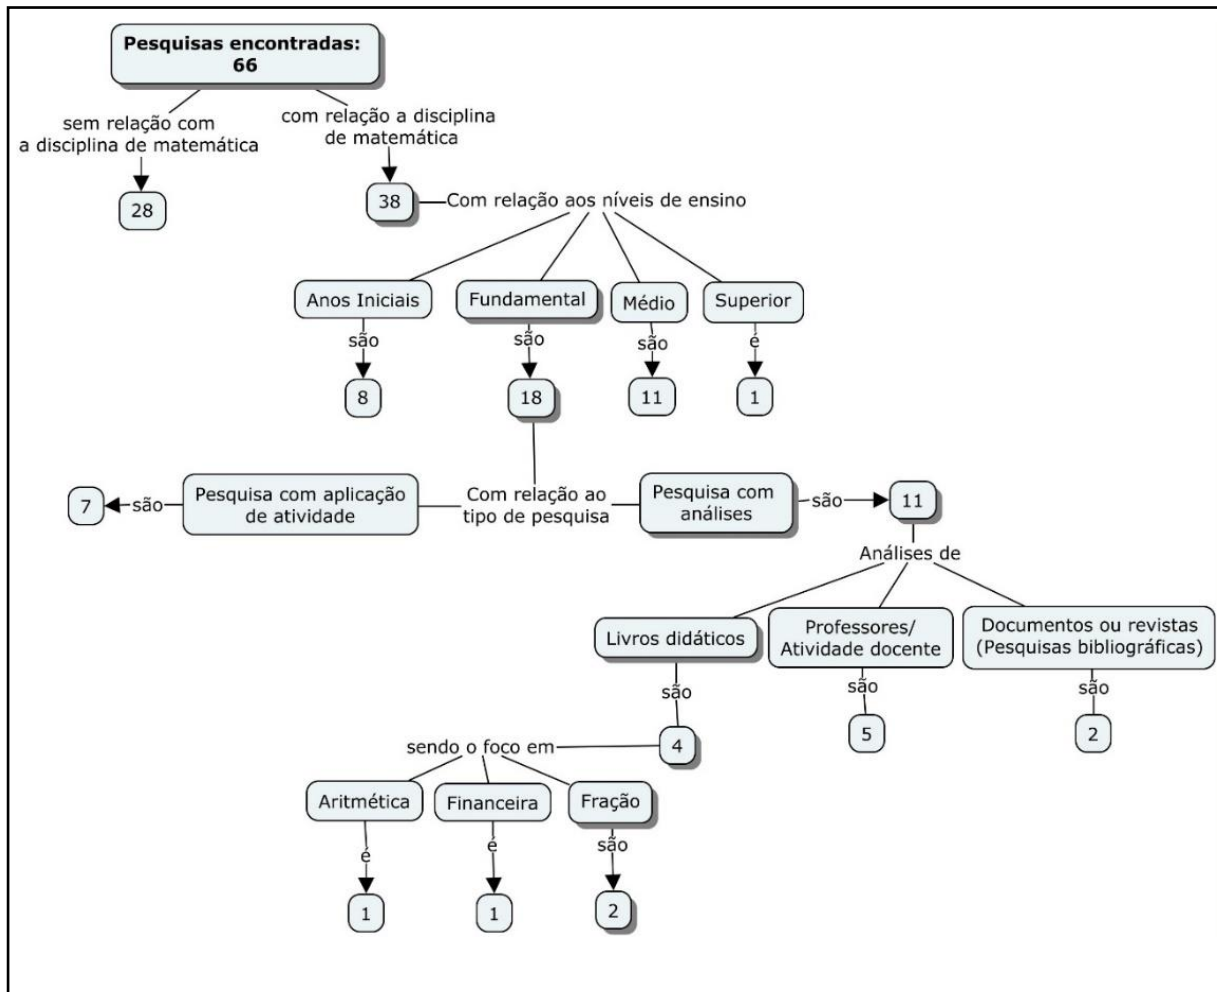 Pesquisas encontradas:
66
sem relação com
a disciplina de matemática
com relação a disciplina
de matemática
28
38
Com relação aos níveis de ensino
Anos Iniciais
Fundamental
Médio
Superior
são
são
são
é
8
18
11
1
7
são
Pesquisa com aplicação
de atividade
Com relação ao
tipo de pesquisa
Pesquisa com
análises
são
11
Análises de
Livros didáticos
Professores/
Atividade docente
Documentos ou revistas
(Pesquisas bibliográficas)
são
são
são
4
5
2
sendo o foco em
Aritmética
Financeira
Fração
é
é
são
1
1
2